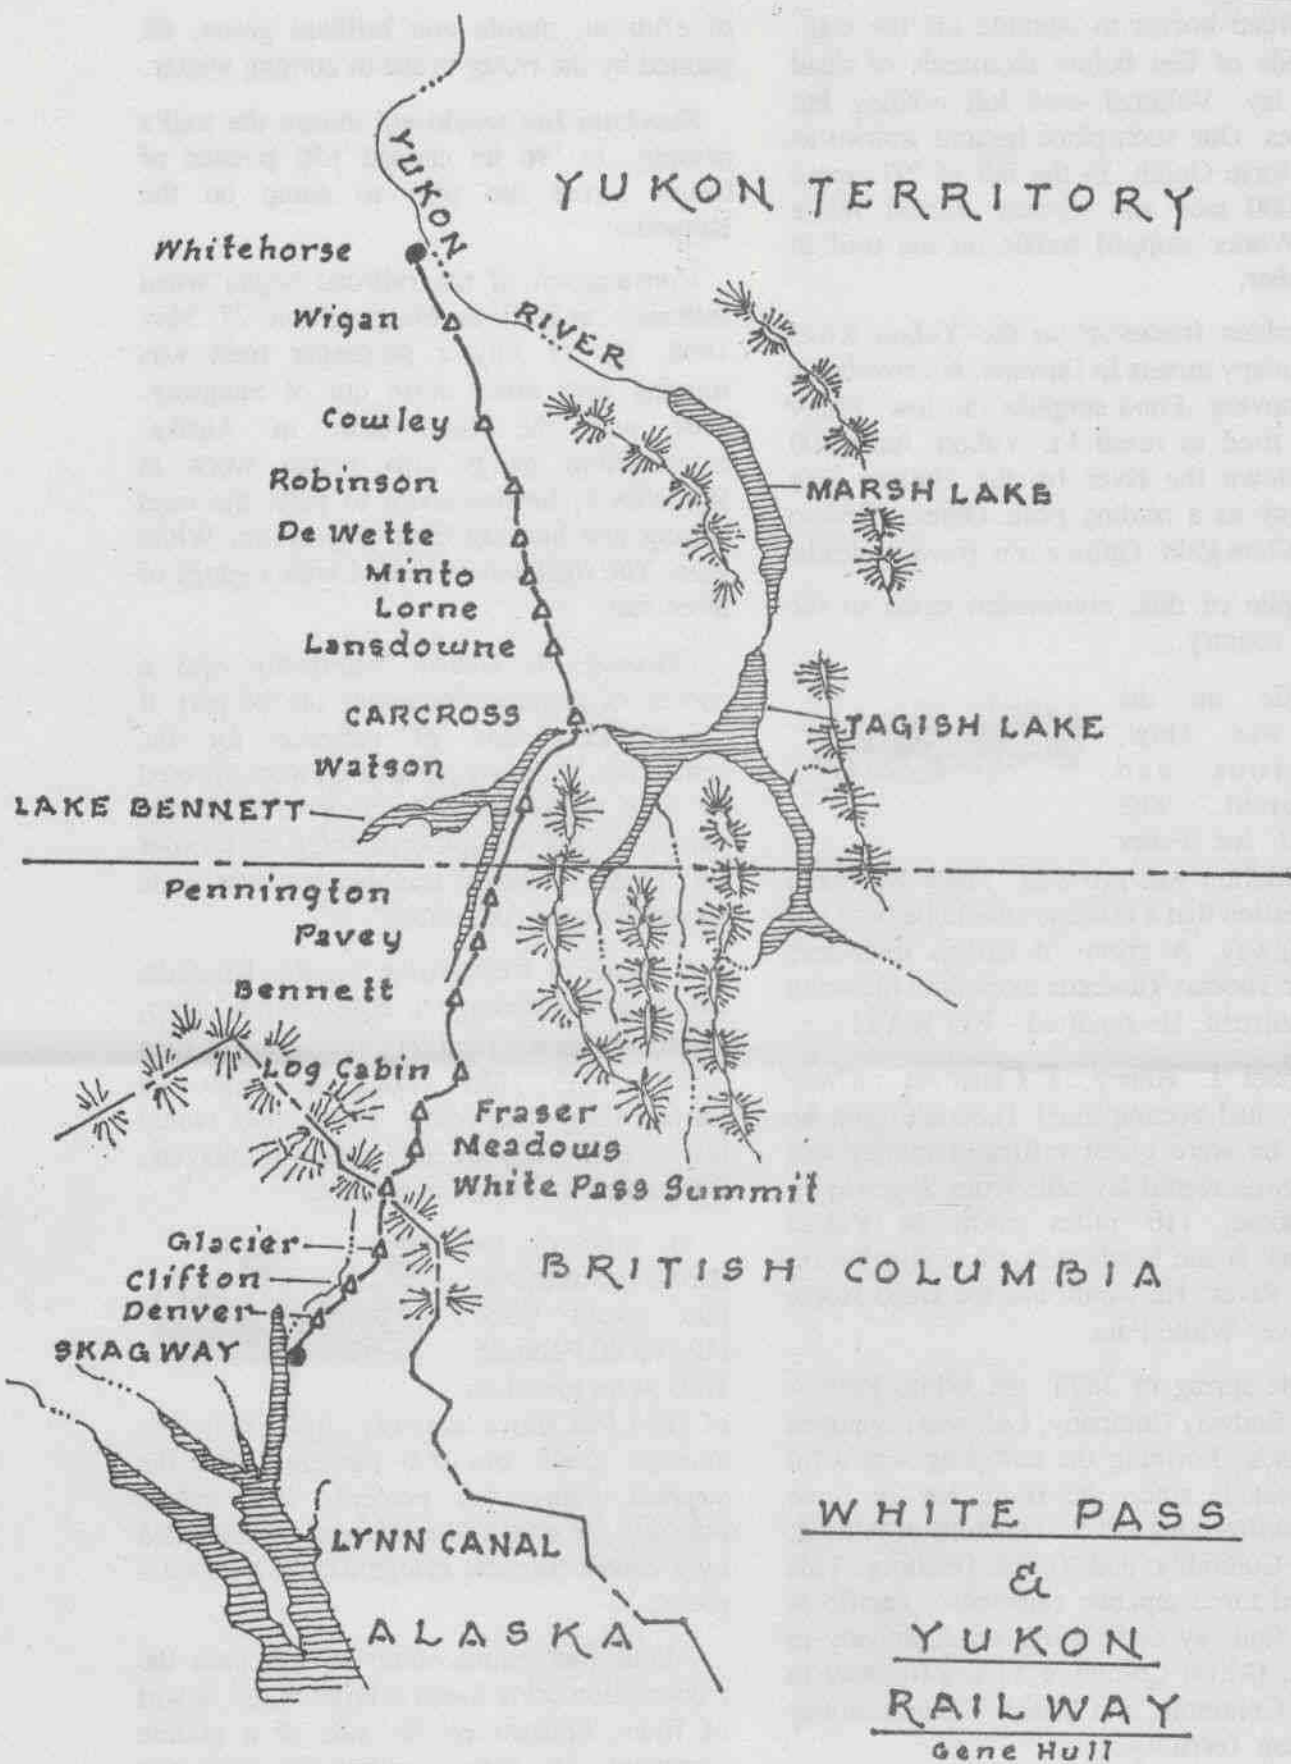 YUKON
RIVER
YUKON TERRITORY
Whitehorse
Wigan
Cowley
Robinson
De Wette
Minto
Lorne
Lansdowne
MARSH LAKE
CARCROSS
TAGISH LAKE
Watson
LAKE BENNETT
Pennington
Pavey
Bennett
Log Cabin
Fraser
Meadows
White Pass Summit
Glacier
Clifton
Denver
SKAGWAY
BRITISH COLUMBIA
LYNN CANAL
ALASKA
WHITE PASS
&
YUKON
RAILWAY
Gene Hull